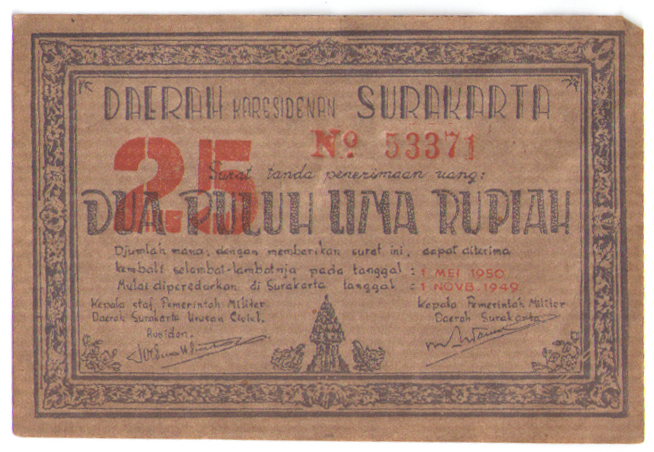 DAERAH KARESIDENAN SURAKARTA
25 No 53371
Surat tanda penerimaan uang:
DUA PULUH LIMA RUPIAH
Djumlah mana, dengan memberikan surat ini, dapat diterima
kembali selambat-lambatnja pada tanggal : 1 MEI 1950
Mulai diperedarkan di Surakarta tanggal : 1 NOVB. 1949
Kepala staf Pemerintah Militer
Daerah Surakarta Urusan Cipiel.
Residen.
Kepala Pemerintah Militer
Daerah Surakarta